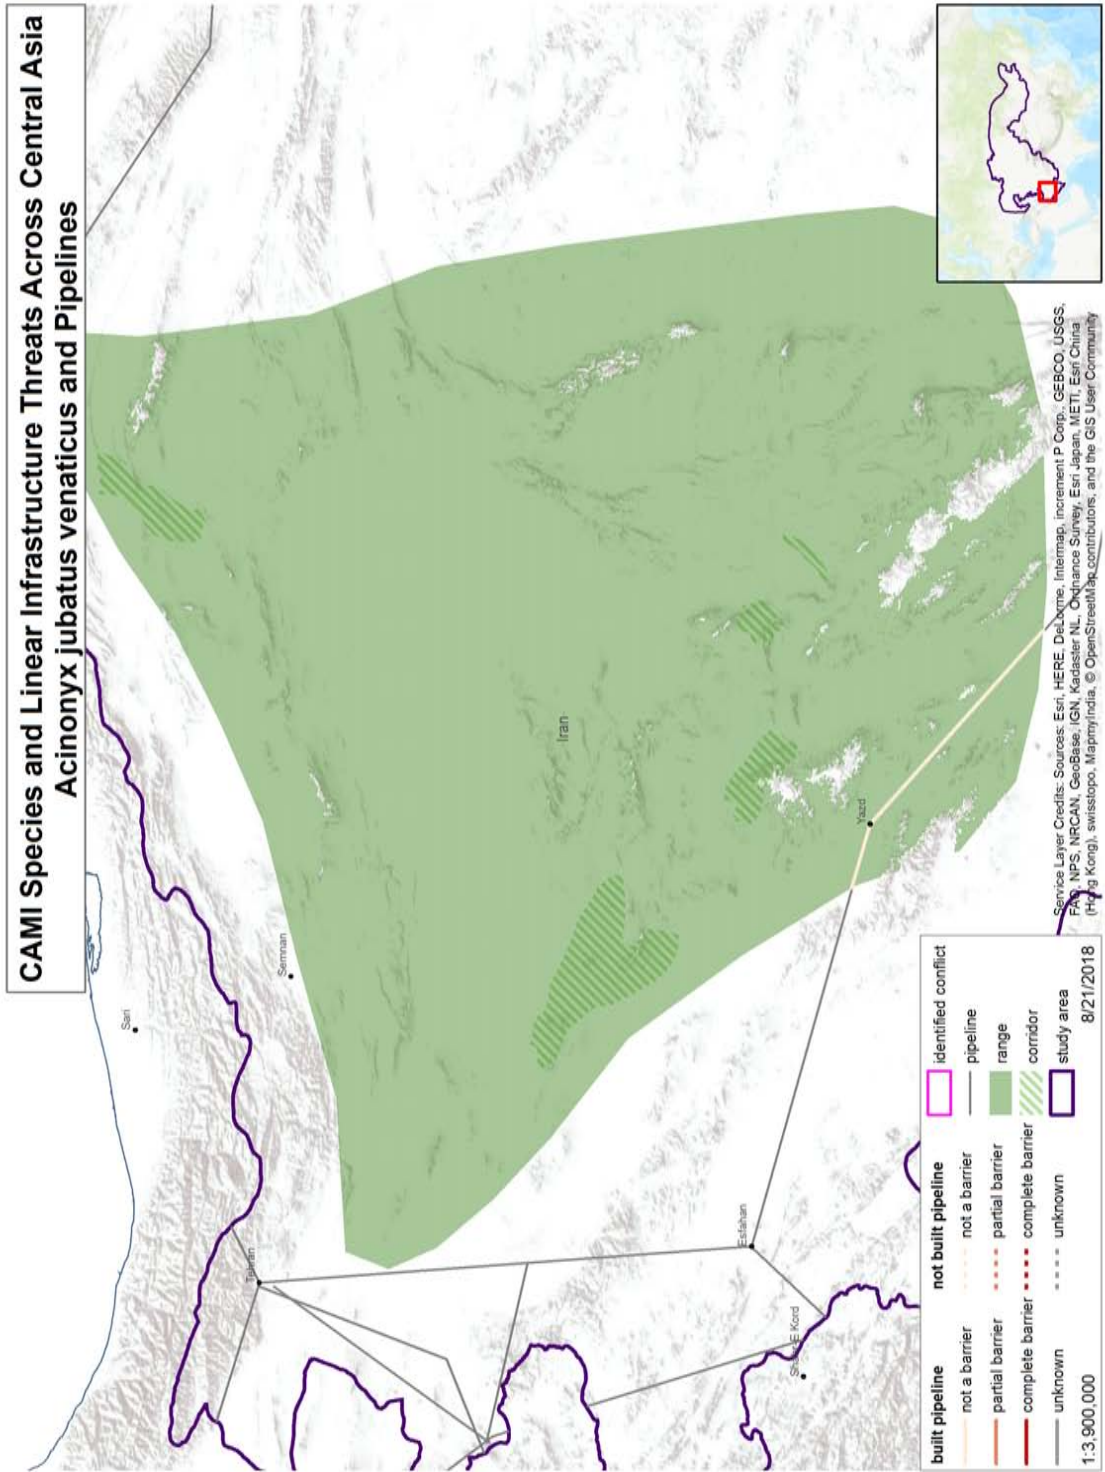 CAMI Species and Linear Infrastructure Threats Across Central Asia
Acinonyx jubatus venaticus and Pipelines
Sari
Semnan
Tehran
Iran
Yazd
Esfahan
Shahr-E Kord
built pipeline
not a barrier
partial barrier
complete barrier
unknown
not built pipeline
not a barrier
partial barrier
complete barrier
unknown
identified conflict
pipeline
range
corridor
study area
1:3,900,000
8/21/2018
Service Layer Credits: Sources: Esri, HERE, DeLorme, Intermap, increment P Corp., GEBCO, USGS,
FAO, NPS, NRCAN, GeoBase, IGN, Kadaster NL, Ordnance Survey, Esri Japan, METI, Esri China
(Hong Kong), swisstopo, MapmyIndia, © OpenStreetMap contributors, and the GIS User Community